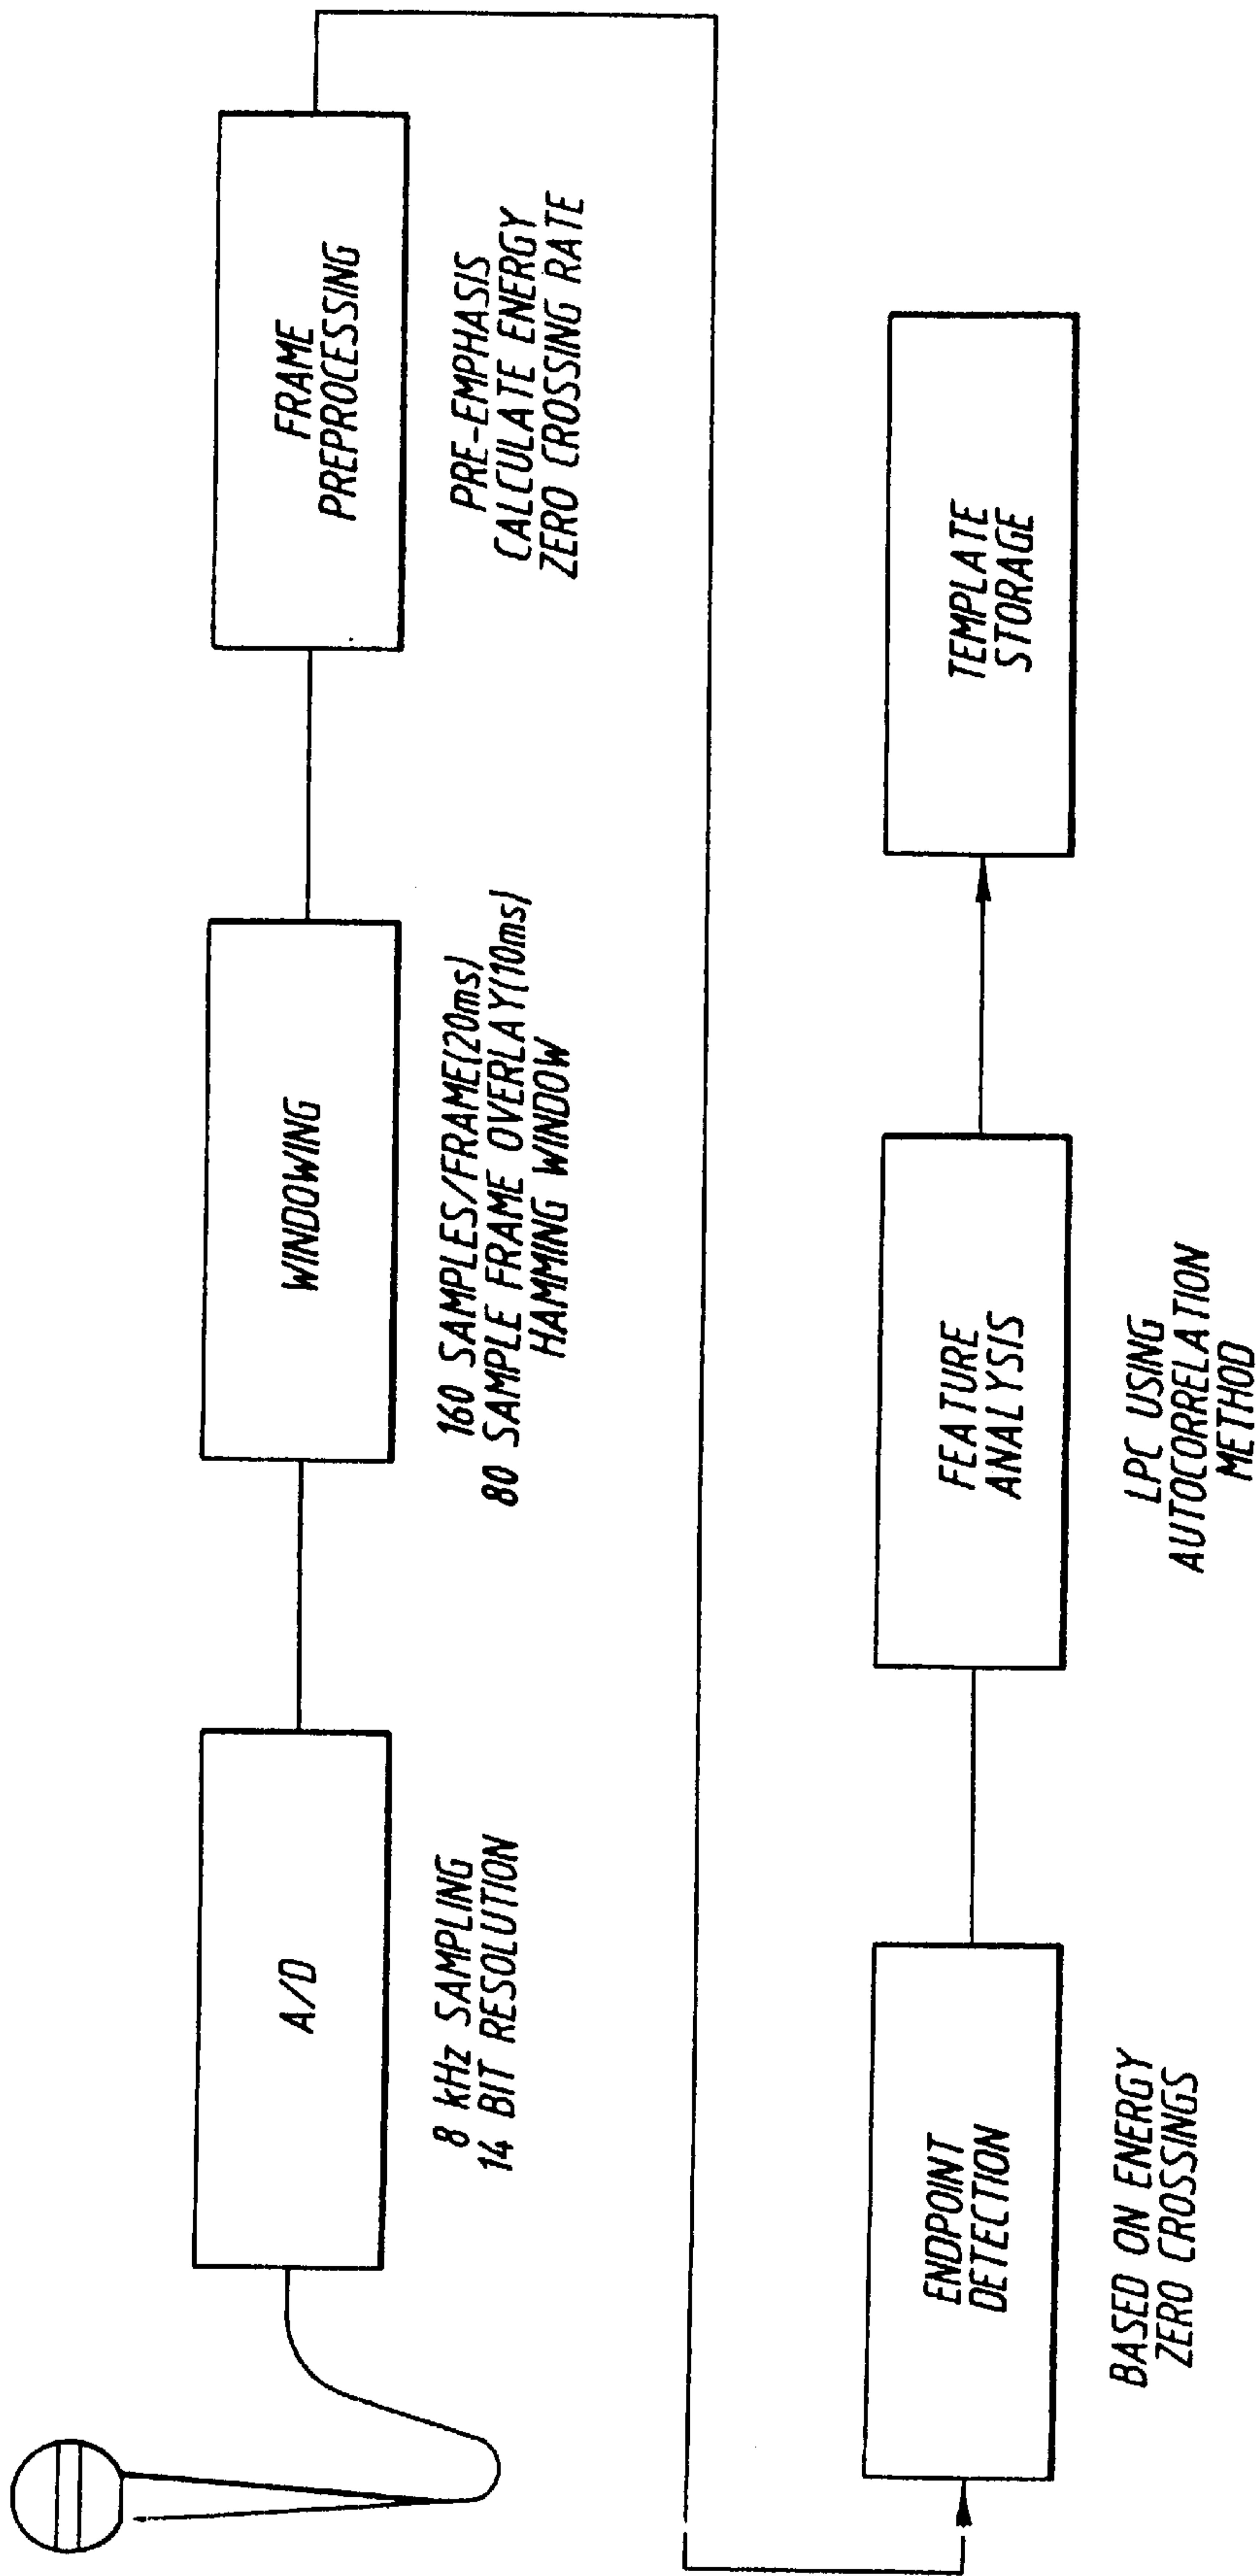 A/D
8 kHz SAMPLING
14 BIT RESOLUTION
WINDOWING
160 SAMPLES/FRAME(20ms)
80 SAMPLE FRAME OVERLAY(10ms)
HAMMING WINDOW
FRAME
PREPROCESSING
PRE-EMPHASIS
CALCULATE ENERGY
ZERO CROSSING RATE
ENDPOINT
DETECTION
BASED ON ENERGY
ZERO CROSSINGS
FEATURE
ANALYSIS
LPC USING
AUTOCORRELATION
METHOD
TEMPLATE
STORAGE